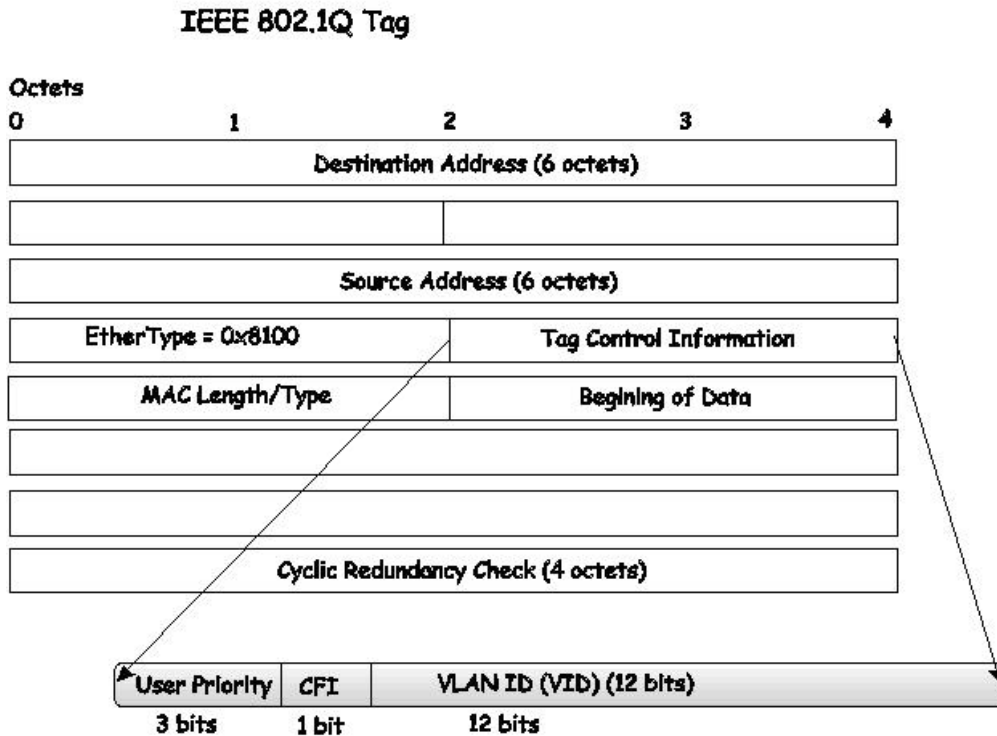 IEEE 802.1Q Tag
Octets
0 1 2 3 4
Destination Address (6 octets)
Source Address (6 octets)
EtherType = 0x8100 Tag Control Information
MAC Length/Type Begining of Data
Cyclic Redundancy Check (4 octets)
User Priority CFI VLAN ID (VID) (12 bits)
3 bits 1 bit 12 bits